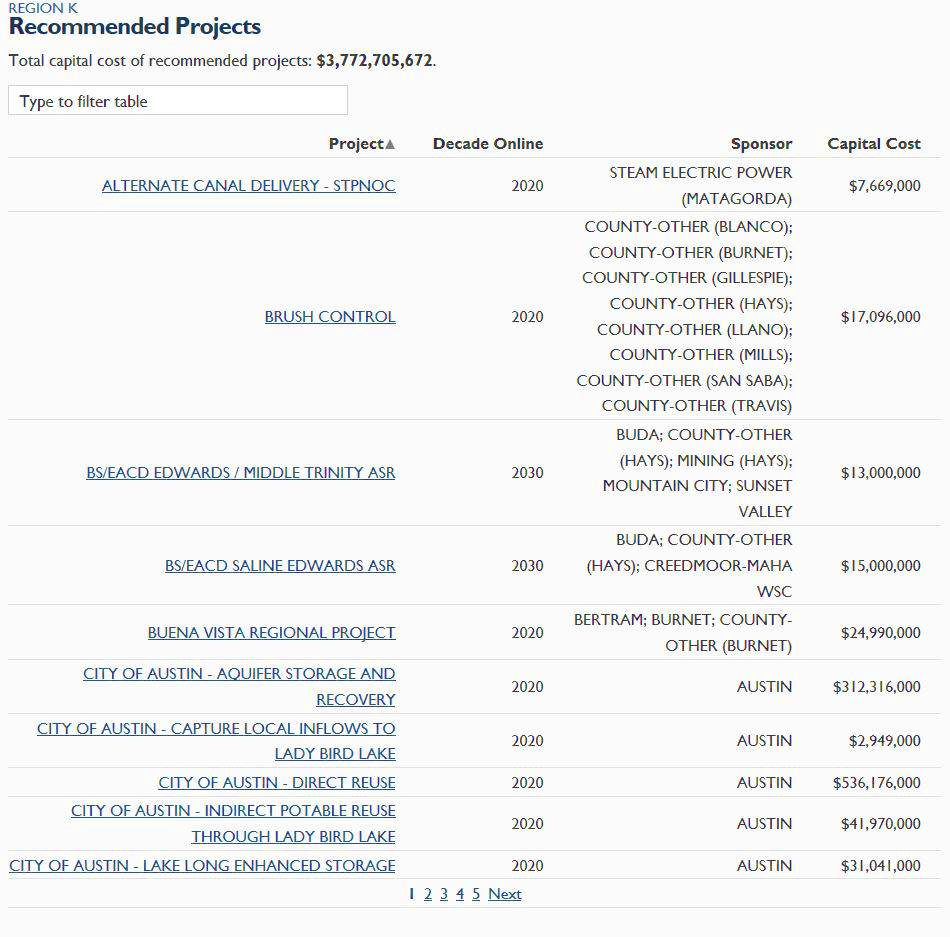 REGION K
Recommended Projects
Total capital cost of recommended projects: $3,772,705,672.
Type to filter table
Project▲ Decade Online Sponsor Capital Cost
ALTERNATE CANAL DELIVERY - STPNOC 2020 STEAM ELECTRIC POWER
(MATAGORDA) $7,669,000
BRUSH CONTROL 2020 COUNTY-OTHER (BLANCO);
COUNTY-OTHER (BURNET);
COUNTY-OTHER (GILLESPIE);
COUNTY-OTHER (HAYS);
COUNTY-OTHER (LLANO);
COUNTY-OTHER (MILLS);
COUNTY-OTHER (SAN SABA);
COUNTY-OTHER (TRAVIS) $17,096,000
BS/EACD EDWARDS / MIDDLE TRINITY ASR 2030 BUDA; COUNTY-OTHER
(HAYS); MINING (HAYS);
MOUNTAIN CITY; SUNSET
VALLEY $13,000,000
BS/EACD SALINE EDWARDS ASR 2030 BUDA; COUNTY-OTHER
(HAYS); CREEDMOOR-MAHA
WSC $15,000,000
BUENA VISTA REGIONAL PROJECT 2020 BERTRAM; BURNET; COUNTY-
OTHER (BURNET) $24,990,000
CITY OF AUSTIN - AQUIFER STORAGE AND
RECOVERY 2020 AUSTIN $312,316,000
CITY OF AUSTIN - CAPTURE LOCAL INFLOWS TO
LADY BIRD LAKE 2020 AUSTIN $2,949,000
CITY OF AUSTIN - DIRECT REUSE 2020 AUSTIN $536,176,000
CITY OF AUSTIN - INDIRECT POTABLE REUSE
THROUGH LADY BIRD LAKE 2020 AUSTIN $41,970,000
CITY OF AUSTIN - LAKE LONG ENHANCED STORAGE 2020 AUSTIN $31,041,000
1 2 3 4 5 Next